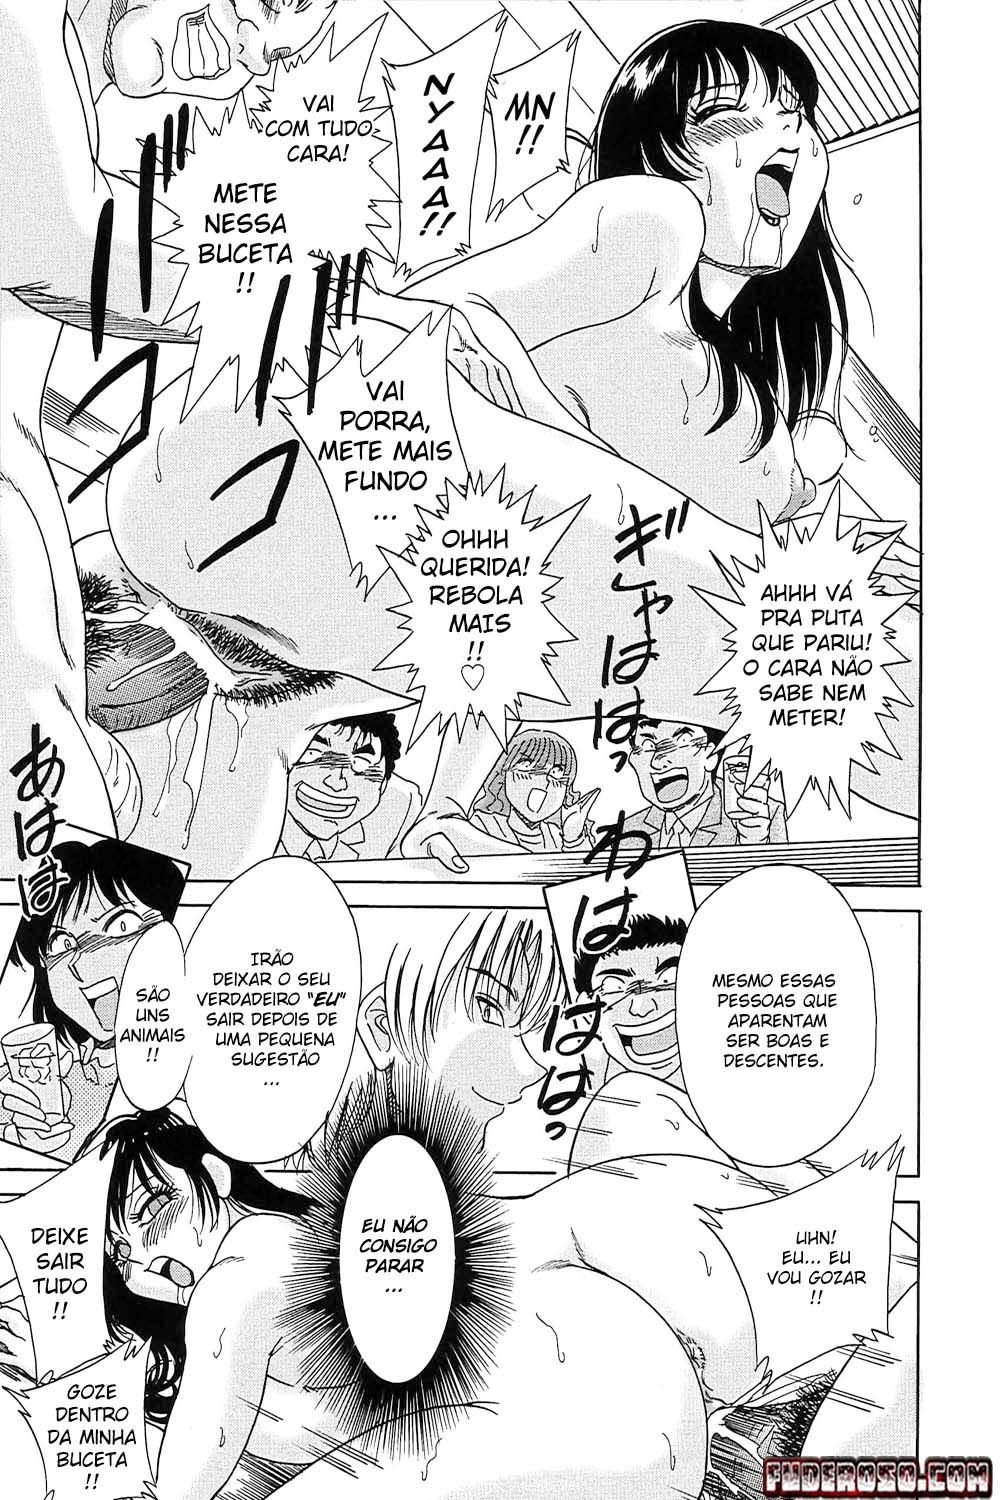 MN!!
NYAAA!!
VAI
COM TUDO
CARA!
METE
NESSA
BUCETA
!!
VAI
PORRA,
METE MAIS
FUNDO
...
OHHH
QUERIDA!
REBOLA
MAIS
!!
♡
AHHH VÁ
PRA PUTA
QUE PARIU!
O CARA NÃO
SABE NEM
METER!
ギャはは
わははははっ
あはは
MESMO ESSAS
PESSOAS QUE
APARENTAM
SER BOAS E
DESCENTES.
IRÃO
DEIXAR O SEU
VERDADEIRO "EU"
SAIR DEPOIS DE
UMA PEQUENA
SUGESTÃO
...
SÃO
UNS
ANIMAIS
!!
UHN!
EU... EU
VOU GOZAR
!!
EU NÃO
CONSIGO
PARAR
...
DEIXE
SAIR
TUDO
!!
GOZE
DENTRO
DA MINHA
BUCETA
!!
FUDEROSO.COM